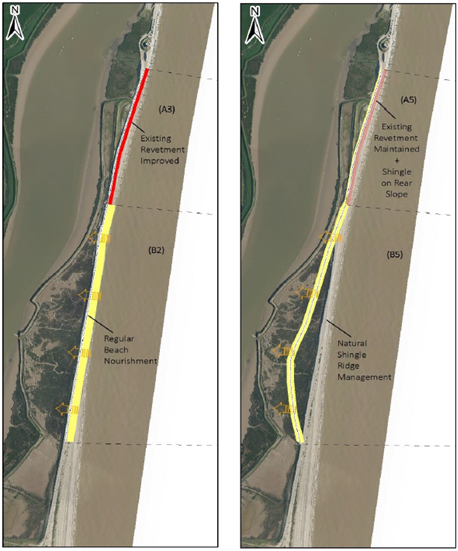 N
(A3)
Existing
Revetment
Improved
(B2)
Regular
Beach
Nourishment
N
(A5)
Existing
Revetment
Maintained
+
Shingle
on Rear
Slope
(B5)
Natural
Shingle
Ridge
Management